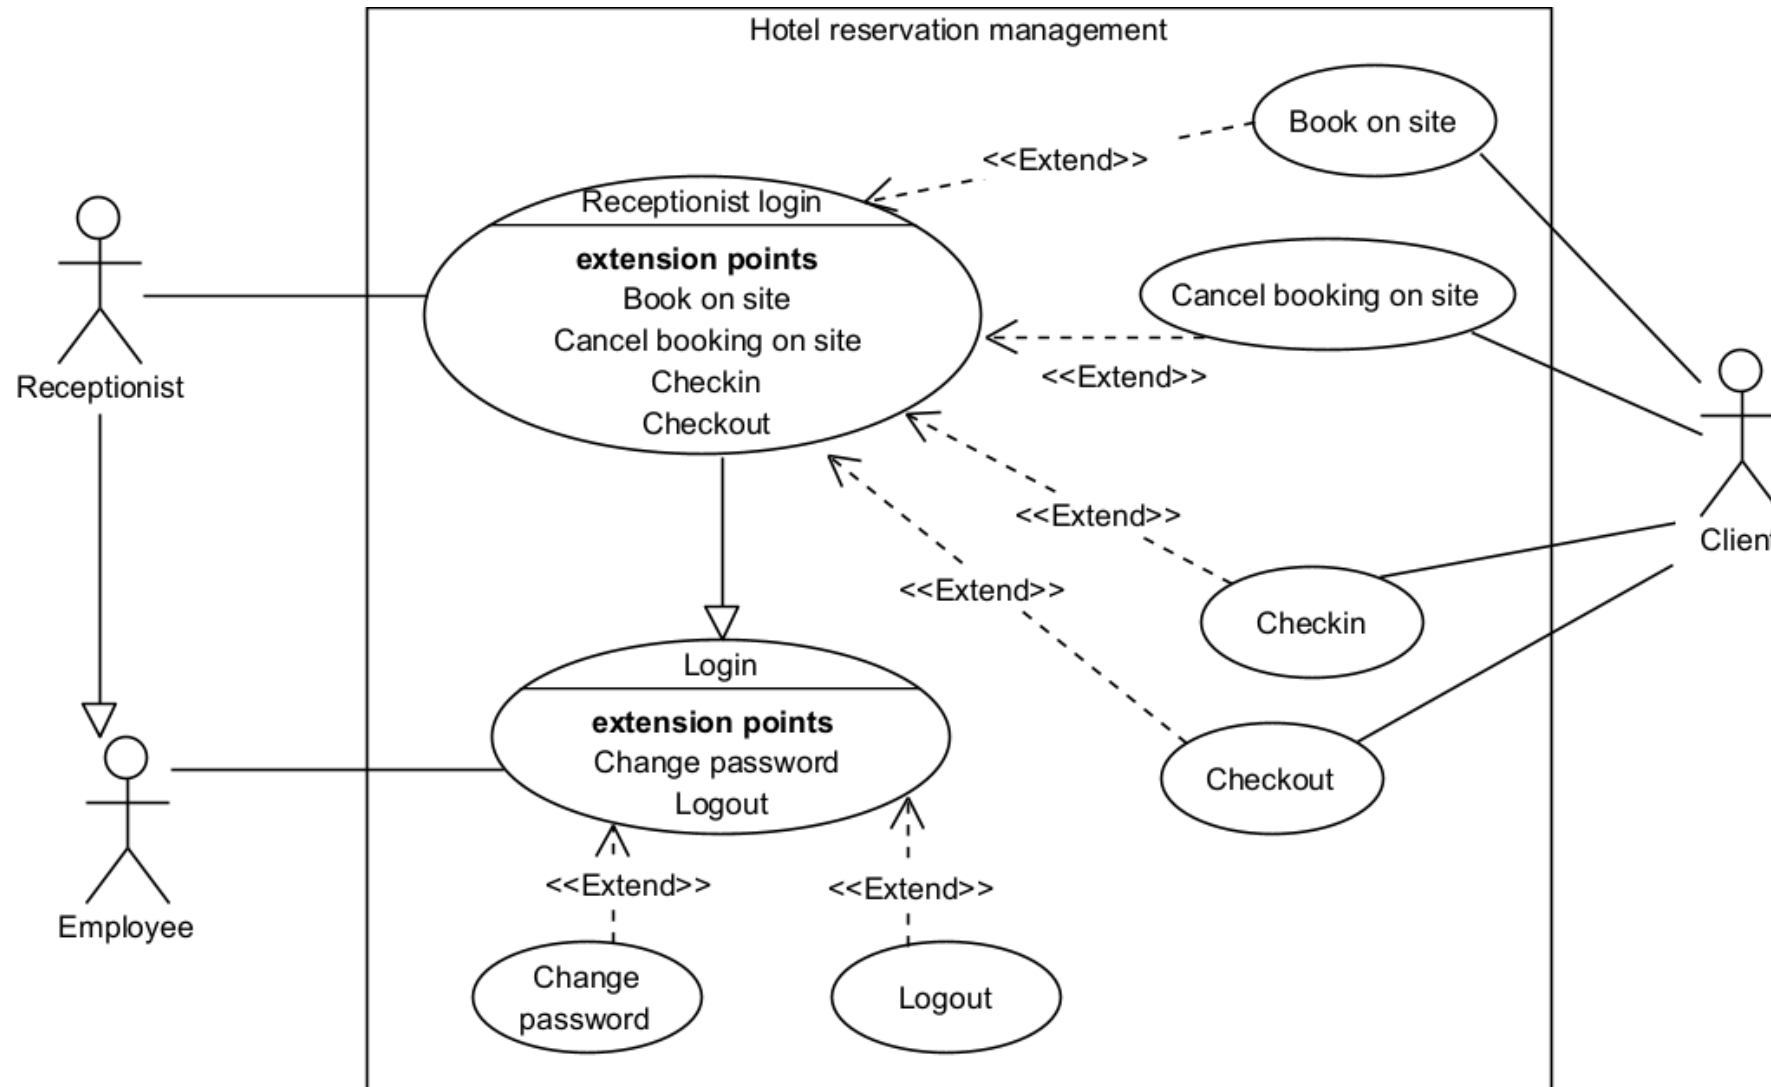 Hotel reservation management
Book on site
<<Extend>>
Receptionist login
extension points
Book on site
Cancel booking on site
Checkin
Checkout
Cancel booking on site
<<Extend>>
Receptionist
<<Extend>>
Client
<<Extend>>
Checkin
Login
extension points
Change password
Logout
Checkout
<<Extend>>
<<Extend>>
Employee
Change
password
Logout